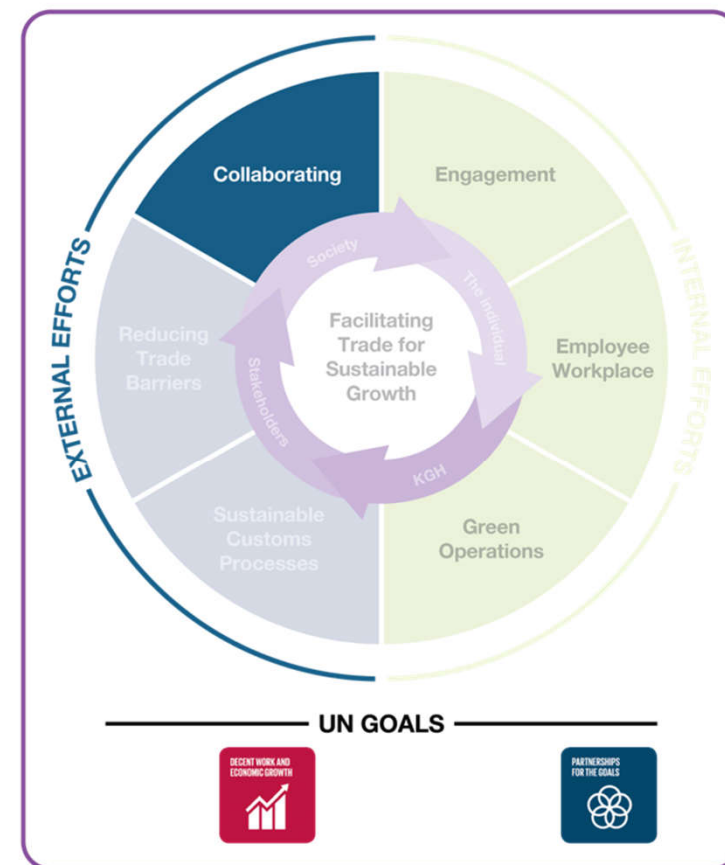 EXTERNAL EFFORTS
INTERNAL EFFORTS
Collaborating
Engagement
Reducing
Trade
Barriers
Employee
Workplace
Sustainable
Customs
Processes
Green
Operations
Society
The individual
KGH
Stakeholders
Facilitating
Trade for
Sustainable
Growth
UN GOALS
DECENT WORK AND
ECONOMIC GROWTH
PARTNERSHIPS
FOR THE GOALS